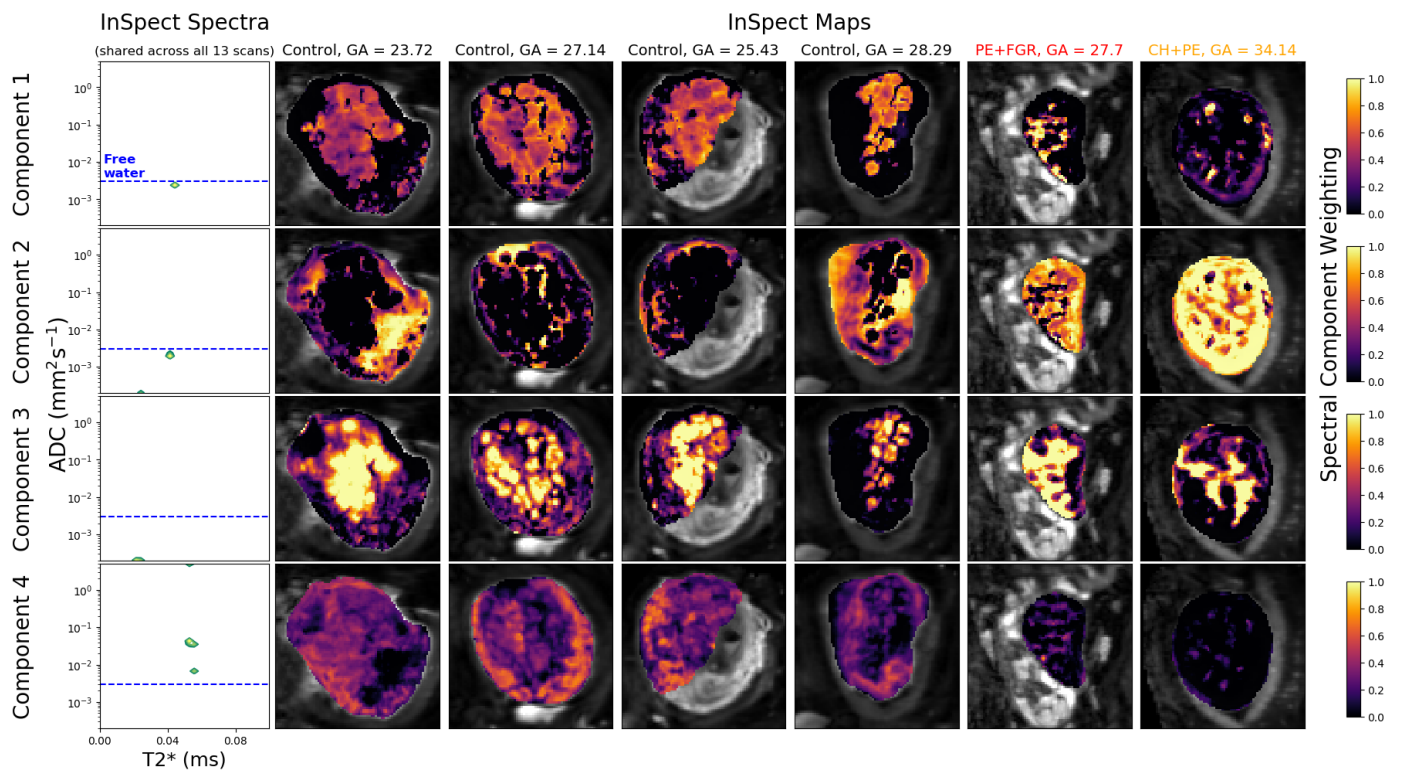 InSpect Spectra
InSpect Maps
(shared across all 13 scans)
Control, GA = 23.72
Control, GA = 27.14
Control, GA = 25.43
Control, GA = 28.29
PE+FGR, GA = 27.7
CH+PE, GA = 34.14
Component 1
10⁰
10⁻¹
10⁻²
10⁻³
Free
water
1.0
0.8
0.6
0.4
0.2
0.0
Component 2
10⁰
10⁻¹
10⁻²
10⁻³
1.0
0.8
0.6
0.4
0.2
0.0
ADC (mm²s⁻¹)
Spectral Component Weighting
Component 3
10⁰
10⁻¹
10⁻²
10⁻³
1.0
0.8
0.6
0.4
0.2
0.0
Component 4
10⁰
10⁻¹
10⁻²
10⁻³
1.0
0.8
0.6
0.4
0.2
0.0
0.00
0.04
0.08
T2* (ms)